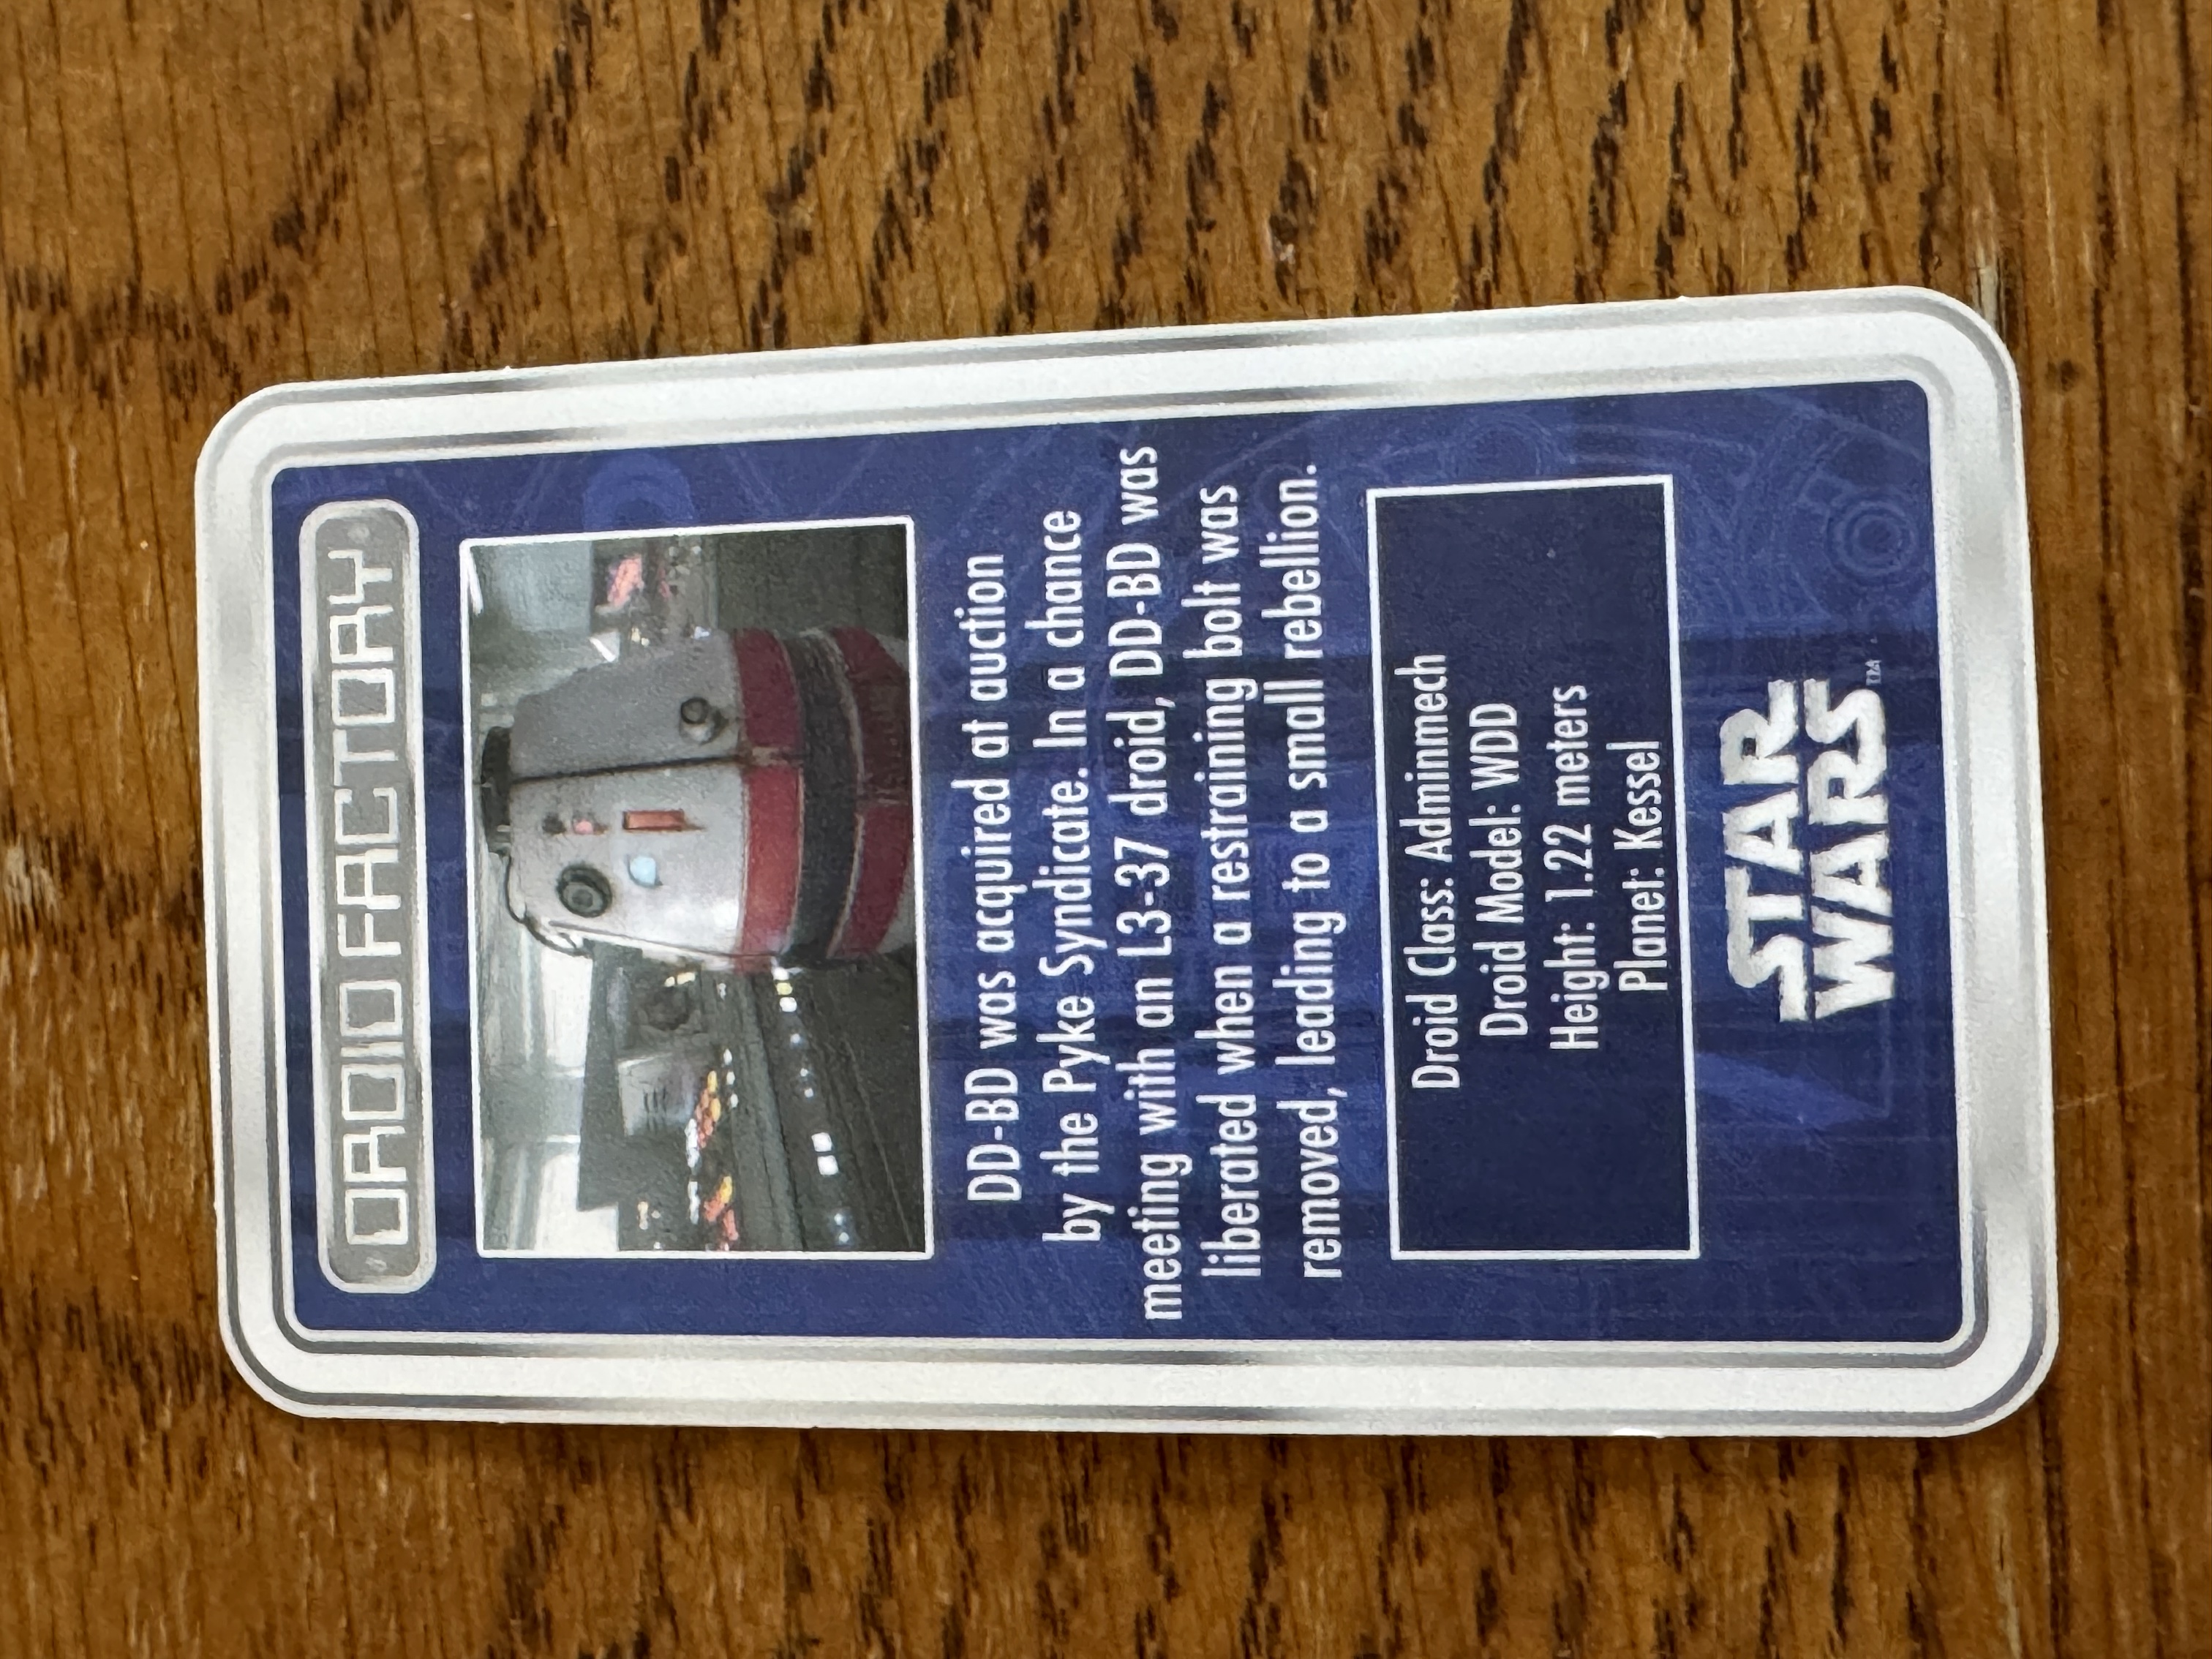 DROID FACTORY
DD-BD was acquired at auction
by the Pyke Syndicate. In a chance
meeting with an L3-37 droid, DD-BD was
liberated when a restraining bolt was
removed, leading to a small rebellion.
Droid Class: Adminmech
Droid Model: WDD
Height: 1.22 meters
Planet: Kessel
STAR
WARS™